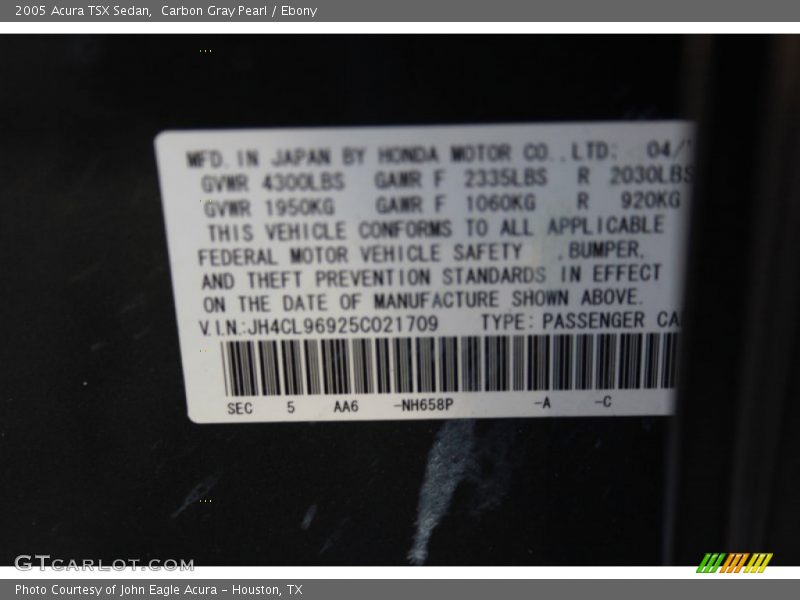 2005 Acura TSX Sedan,  Carbon Gray Pearl / Ebony
MFD. IN JAPAN BY HONDA MOTOR CO., LTD: 04/
GVWR 4300LBS GAWR F 2335LBS R 2030LBS
GVWR 1950KG GAWR F 1060KG R 920KG
THIS VEHICLE CONFORMS TO ALL APPLICABLE
FEDERAL MOTOR VEHICLE SAFETY ,BUMPER,
AND THEFT PREVENTION STANDARDS IN EFFECT
ON THE DATE OF MANUFACTURE SHOWN ABOVE.
V.I.N.:JH4CL96925C021709 TYPE: PASSENGER CA
SEC 5 AA6 -NH658P -A -C
GTCARLOT.COM
Photo Courtesy of John Eagle Acura - Houston, TX